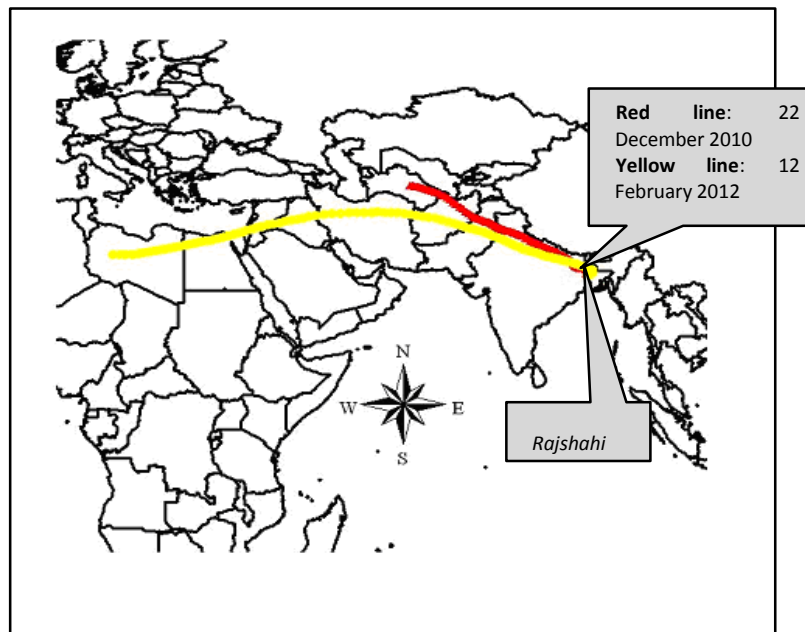 Red line: 22
December 2010
Yellow line: 12
February 2012
N
W E
S
Rajshahi